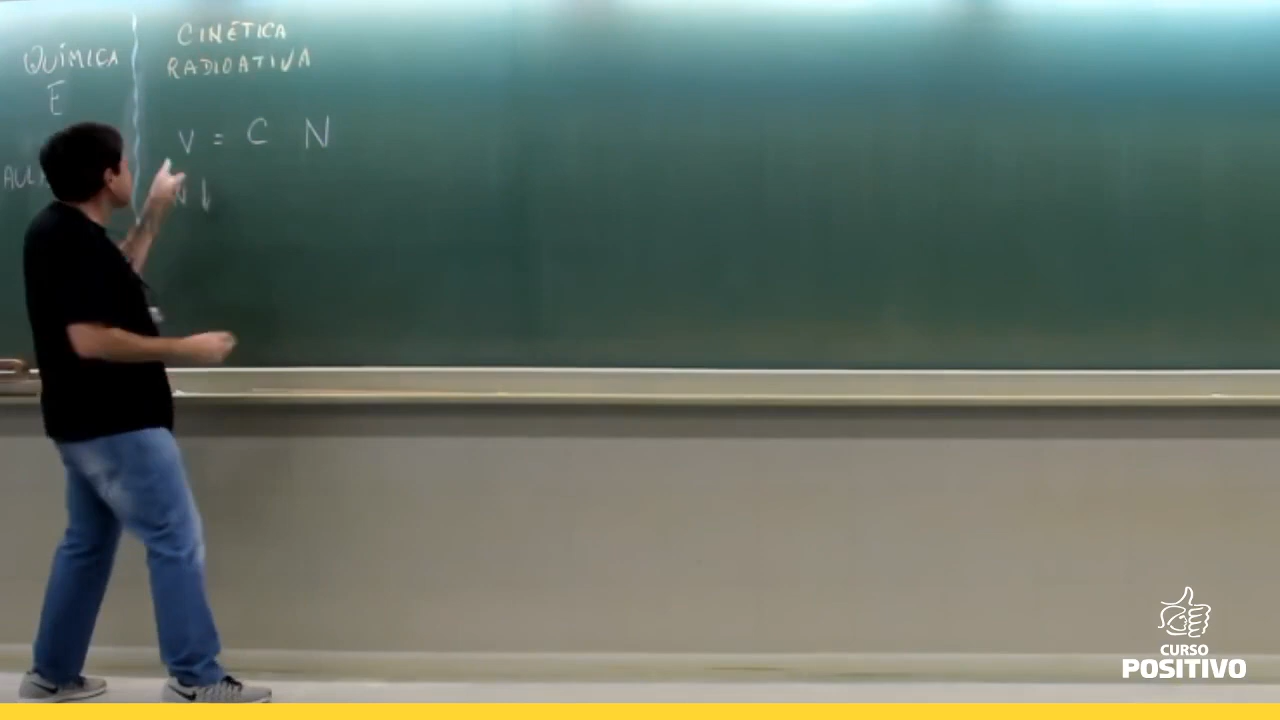 QUÍMICA
E
CINÉTICA
RADIOATIVA
V = C N
CURSO
POSITIVO